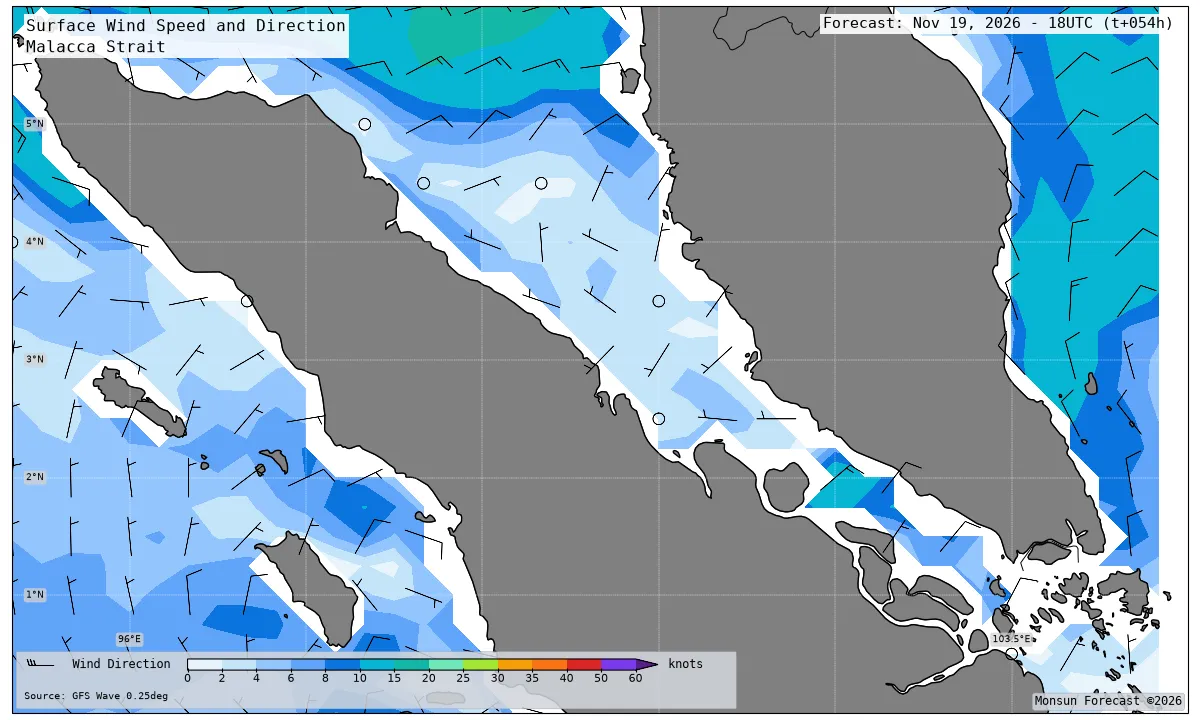 Surface Wind Speed and Direction
Malacca Strait
Forecast: Nov 19, 2026 - 18UTC (t+054h)
5°N
4°N
3°N
2°N
1°N
96°E
103.5°E
Wind Direction
knots
0 2 4 6 8 10 15 20 25 30 35 40 50 60
Source: GFS Wave 0.25deg
Monsun Forecast ©2026